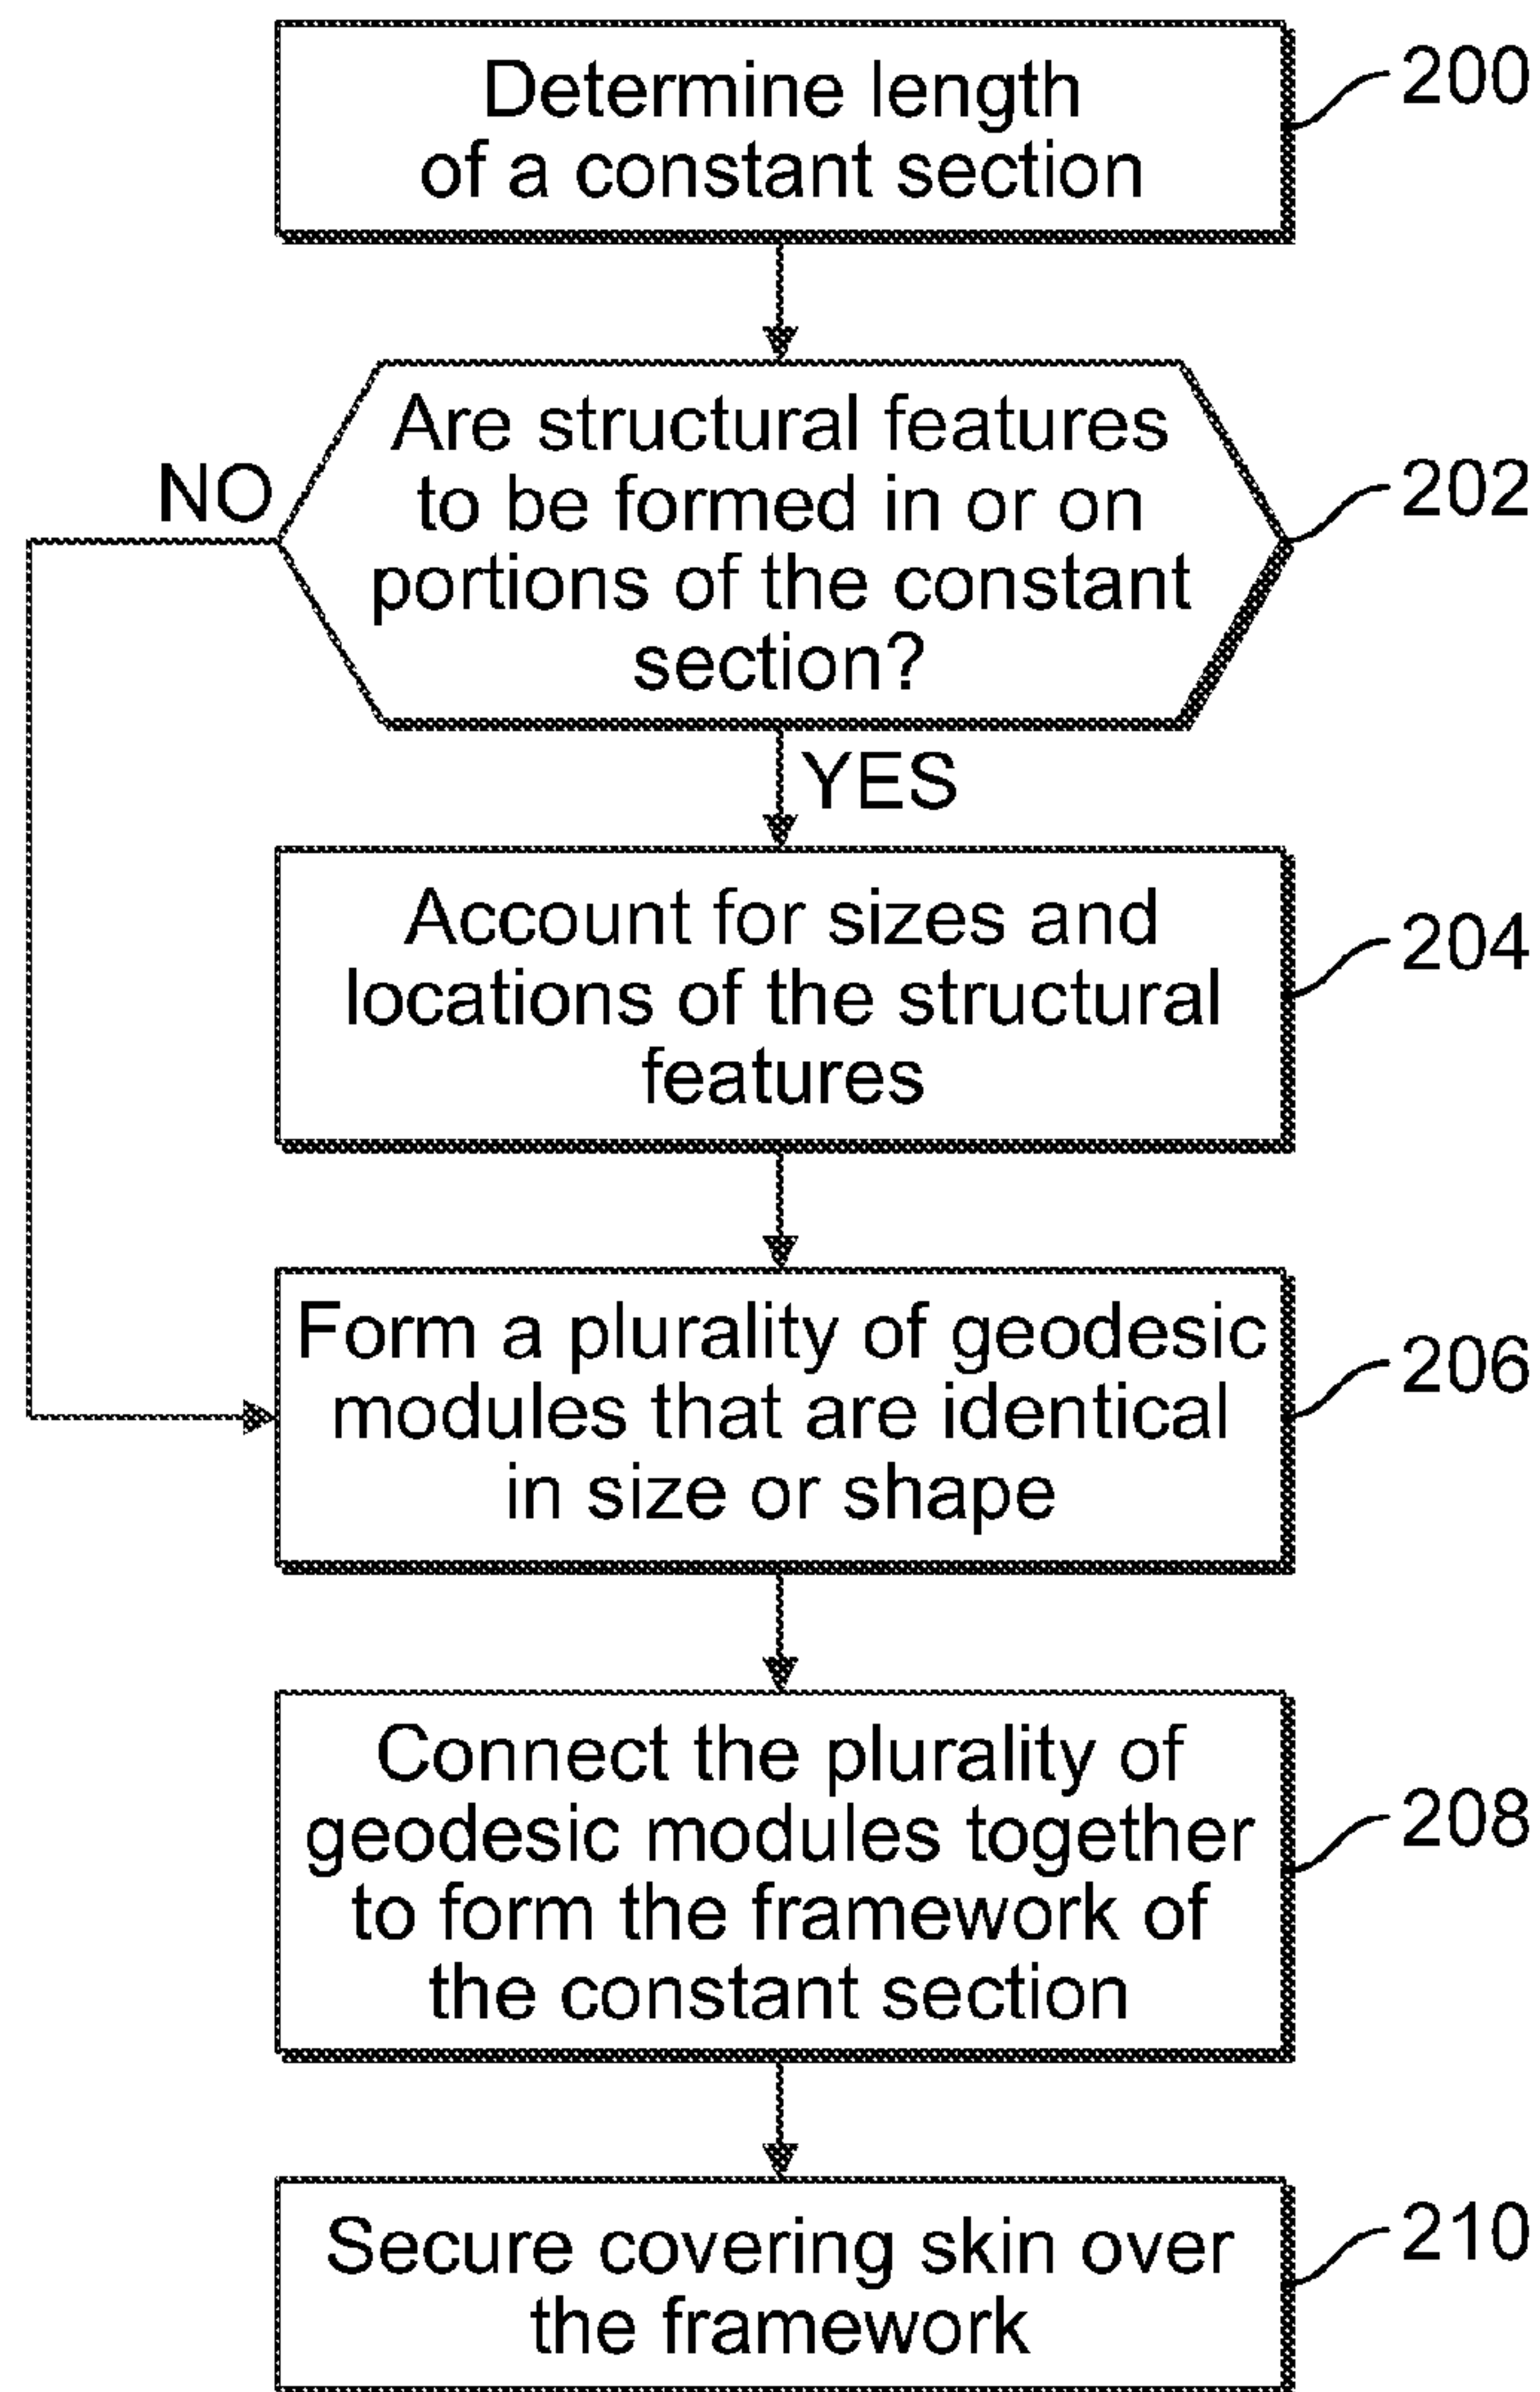 Determine length
of a constant section
200
Are structural features
to be formed in or on
portions of the constant
section?
202
NO
YES
Account for sizes and
locations of the structural
features
204
Form a plurality of geodesic
modules that are identical
in size or shape
206
Connect the plurality of
geodesic modules together
to form the framework of
the constant section
208
Secure covering skin over
the framework
210